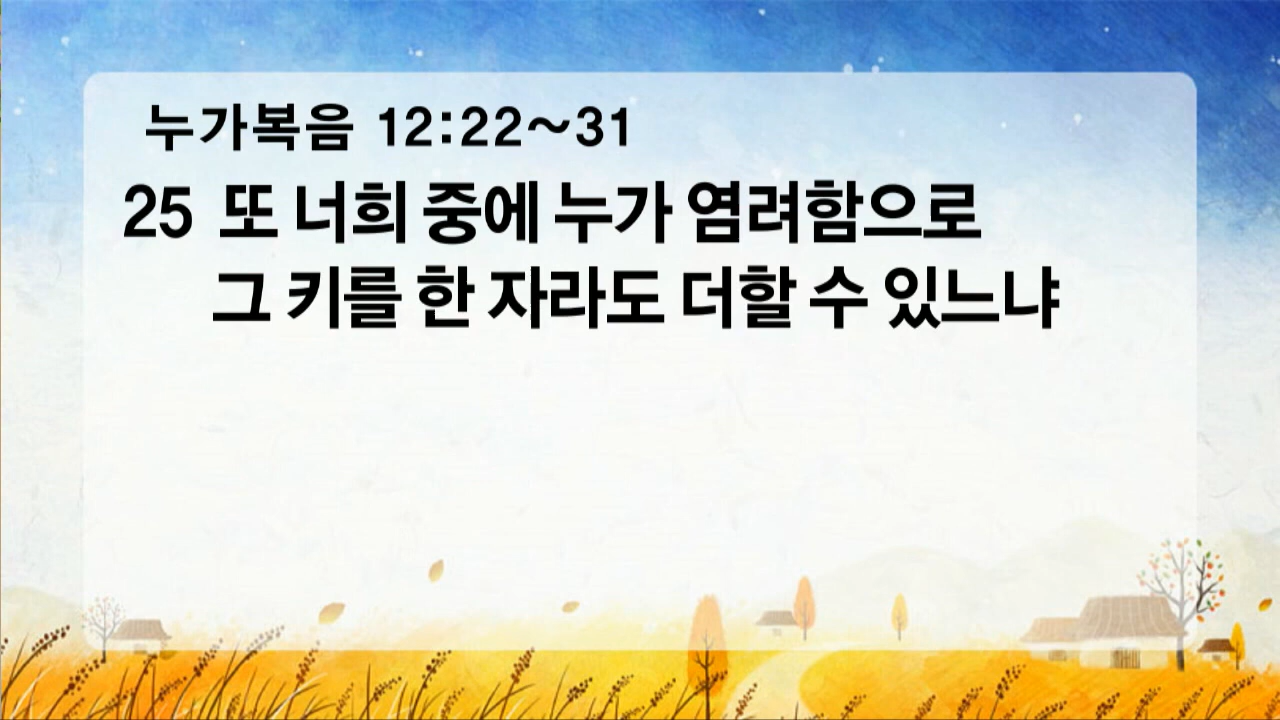 누가복음 12:22~31
25 또 너희 중에 누가 염려함으로
그 키를 한 자라도 더할 수 있느냐